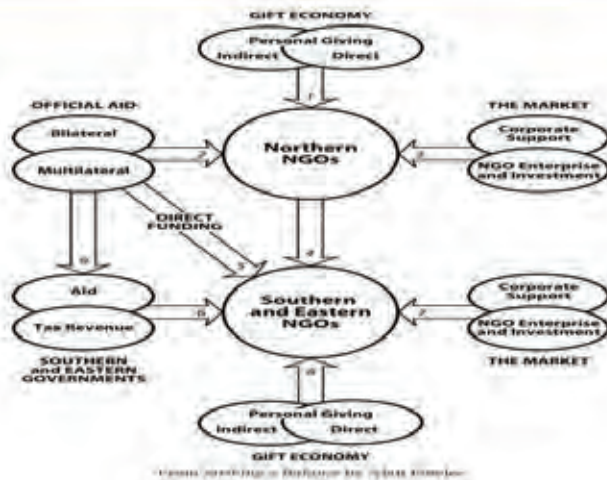 GIFT ECONOMY
Personal Giving
Indirect Direct
OFFICIAL AID
Bilateral
Multilateral
Northern
NGOs
THE MARKET
Corporate
Support
NGO Enterprise
and Investment
DIRECT
FUNDING
Aid
Tax Revenue
SOUTHERN
and EASTERN
GOVERNMENTS
Southern
and Eastern
NGOs
Corporate
Support
NGO Enterprise
and Investment
THE MARKET
Personal Giving
Indirect Direct
GIFT ECONOMY